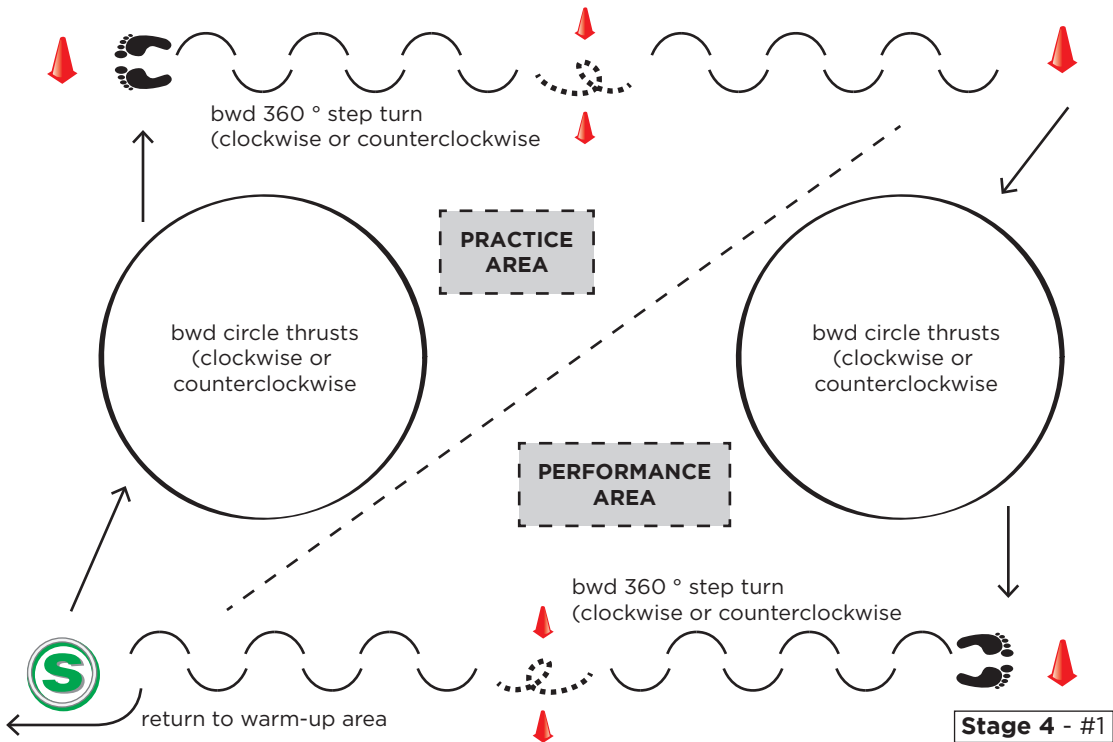 bwd 360 ° step turn
(clockwise or counterclockwise
PRACTICE
AREA
bwd circle thrusts
(clockwise or
counterclockwise
bwd circle thrusts
(clockwise or
counterclockwise
PERFORMANCE
AREA
bwd 360 ° step turn
(clockwise or counterclockwise
S
return to warm-up area
Stage 4 - #1